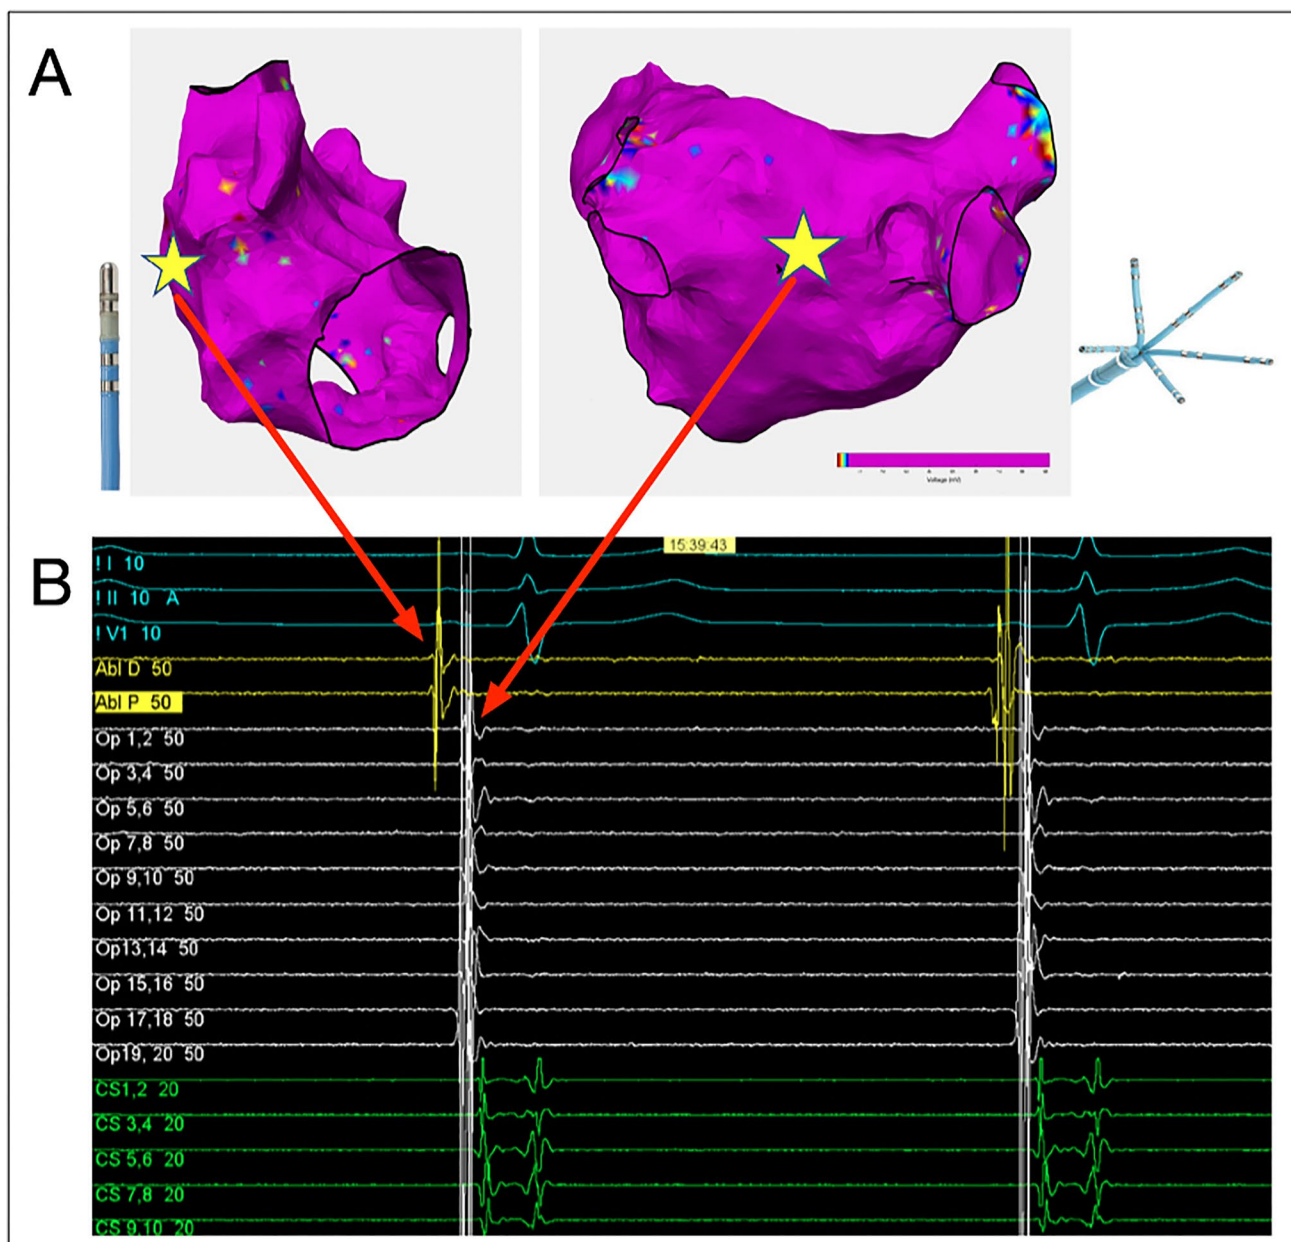 A
Voltage (mV)
B
15:39:43
! I 10
! II 10 A
! V1 10
Abl D 50
Abl P 50
Op 1,2 50
Op 3,4 50
Op 5,6 50
Op 7,8 50
Op 9,10 50
Op 11,12 50
Op13,14 50
Op 15,16 50
Op 17,18 50
Op19, 20 50
CS1,2 20
CS 3,4 20
CS 5,6 20
CS 7,8 20
CS 9,10 20